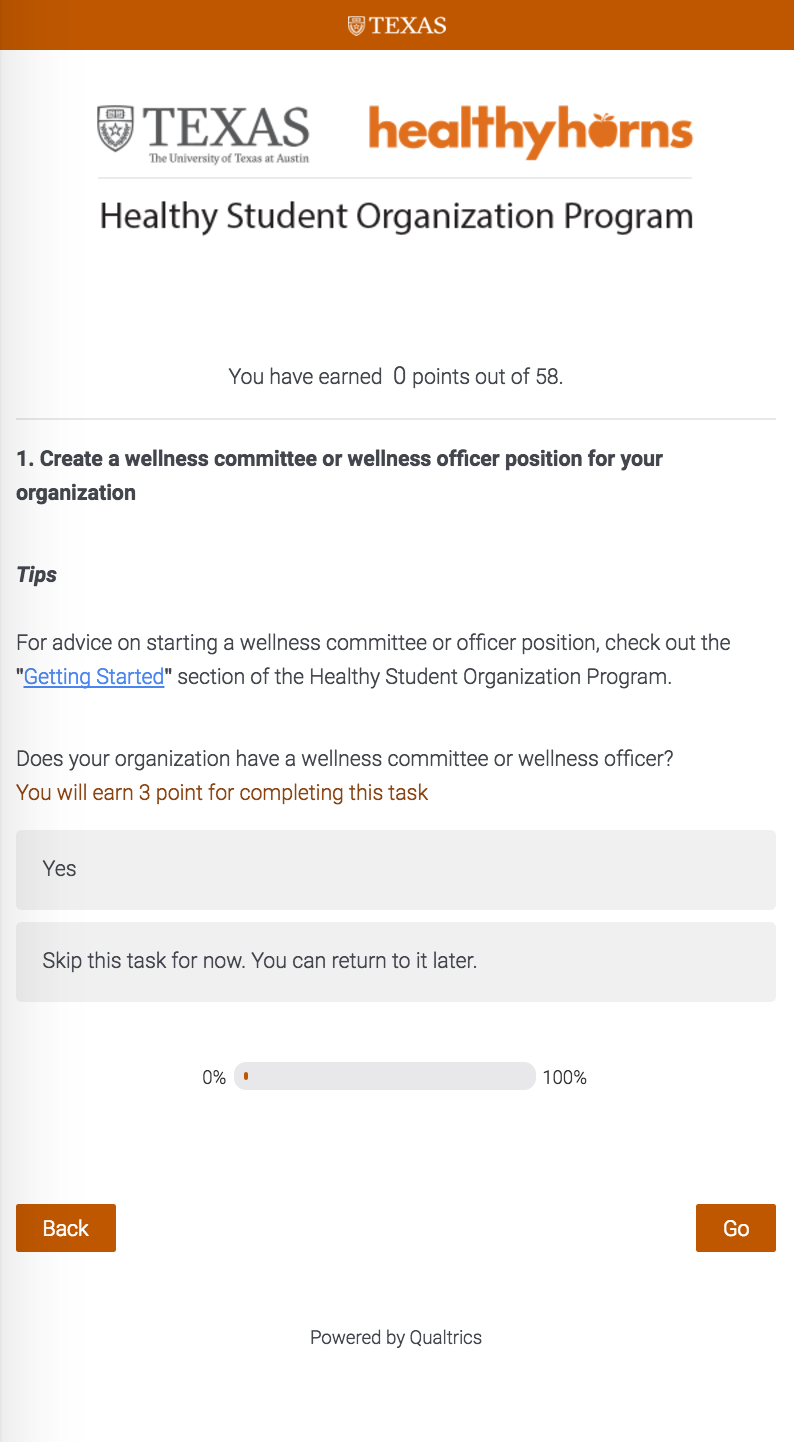 TEXAS
TEXAS healthyhorns
The University of Texas at Austin
Healthy Student Organization Program
You have earned 0 points out of 58.
1. Create a wellness committee or wellness officer position for your
organization
Tips
For advice on starting a wellness committee or officer position, check out the
"Getting Started" section of the Healthy Student Organization Program.
Does your organization have a wellness committee or wellness officer?
You will earn 3 point for completing this task
Yes
Skip this task for now. You can return to it later.
0% 100%
Back Go
Powered by Qualtrics